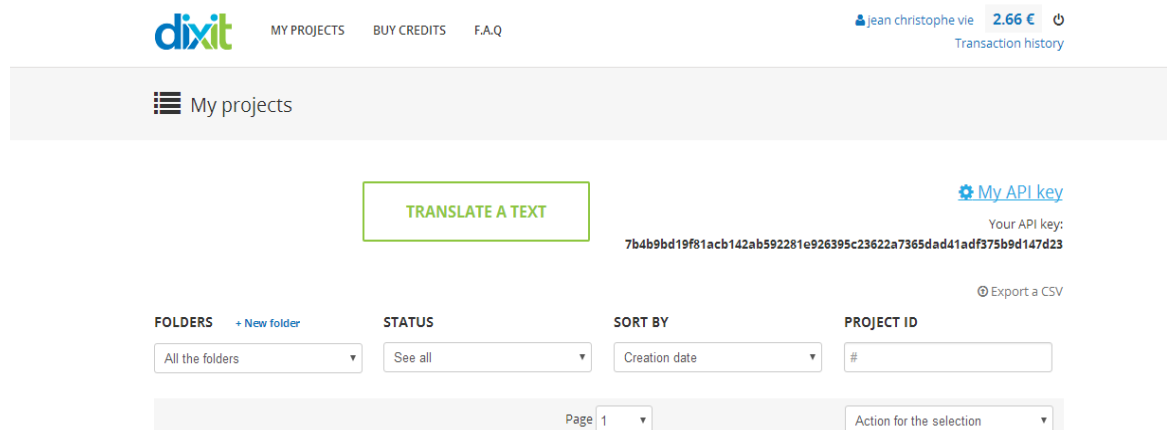 dixit MY PROJECTS BUY CREDITS F.A.Q jean christophe vie 2.66 €
Transaction history
My projects
TRANSLATE A TEXT
My API key
Your API key:
7b4b9bd19f81acb142ab592281e926395c23622a7365dad41adf375b9d147d23
Export a CSV
FOLDERS + New folder STATUS SORT BY PROJECT ID
All the folders See all Creation date #
Page 1 Action for the selection